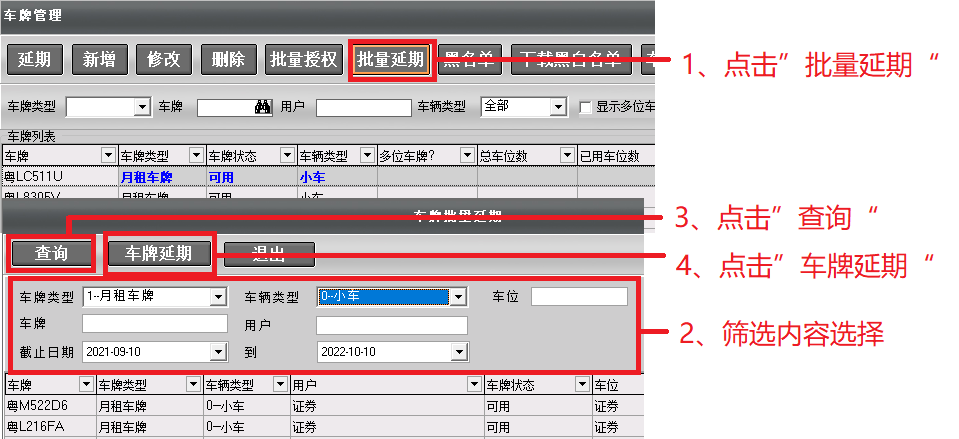 车牌管理
延期 新增 修改 删除 批量授权 批量延期 黑名单 下载黑白名单
1、点击”批量延期“
车牌类型 车牌 用户 车辆类型 全部 显示多位车
车牌列表
车牌 车牌类型 车牌状态 车辆类型 多位车牌? 总车位数 已用车位数
粤LC511U 月租车牌 可用 小车
粤L8305V 月租车牌 可用 小车
车牌批量延期
3、点击”查询“
查询 车牌延期 退出
4、点击”车牌延期“
车牌类型 1--月租车牌 车辆类型 0--小车 车位
车牌 用户
2、筛选内容选择
截止日期 2021-09-10 到 2022-10-10
车牌 车牌类型 车辆类型 用户 车牌状态 车位
粤M522D6 月租车牌 0--小车 证券 可用 证券
粤L216FA 月租车牌 0--小车 证券 可用 证券